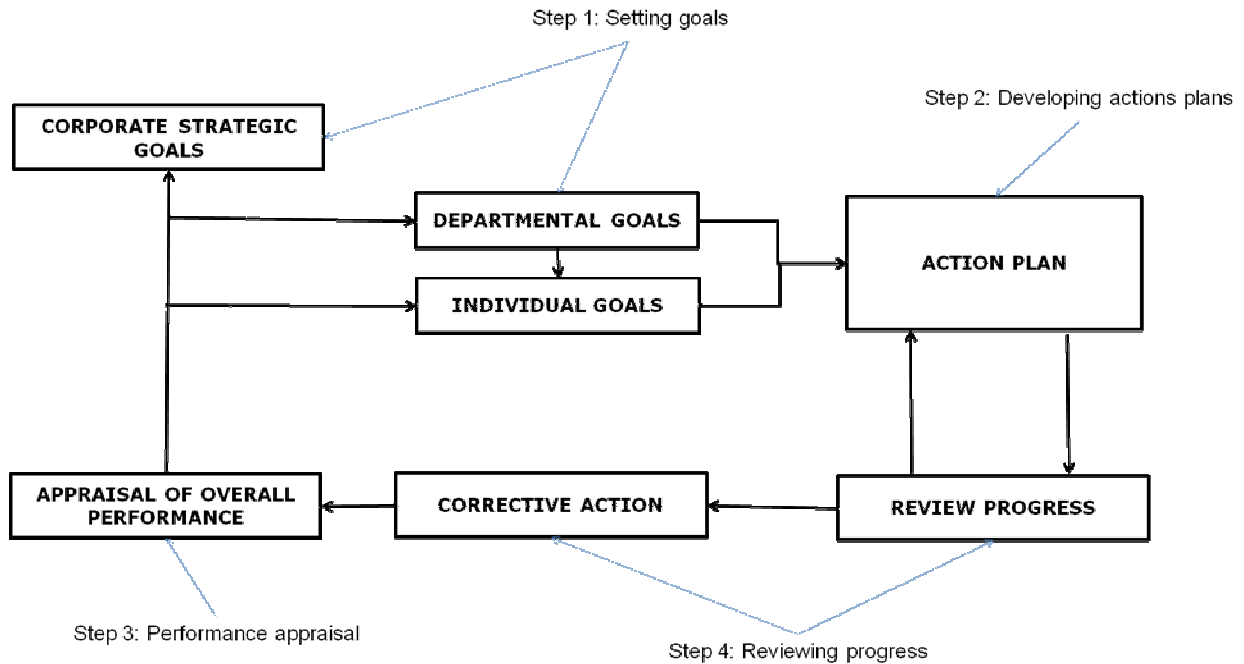 Step 1: Setting goals
Step 2: Developing actions plans
CORPORATE STRATEGIC
GOALS
DEPARTMENTAL GOALS
ACTION PLAN
INDIVIDUAL GOALS
APPRAISAL OF OVERALL
PERFORMANCE
CORRECTIVE ACTION
REVIEW PROGRESS
Step 3: Performance appraisal
Step 4: Reviewing progress